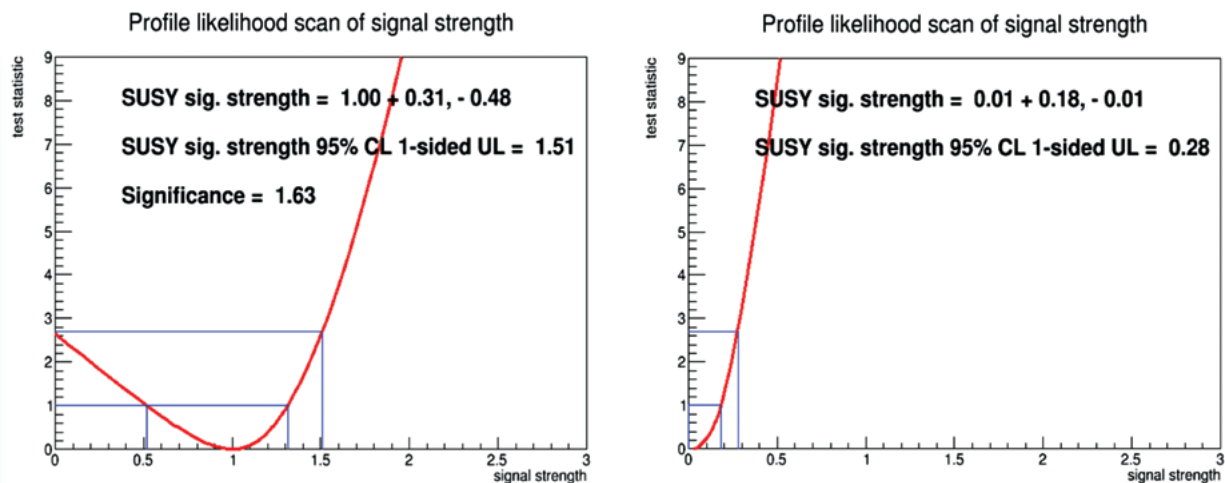 Profile likelihood scan of signal strength
test statistic
9
8
7
6
5
4
3
2
1
0
SUSY sig. strength = 1.00 + 0.31, - 0.48
SUSY sig. strength 95% CL 1-sided UL = 1.51
Significance = 1.63
0 0.5 1 1.5 2 2.5 3
signal strength
Profile likelihood scan of signal strength
test statistic
9
8
7
6
5
4
3
2
1
0
SUSY sig. strength = 0.01 + 0.18, - 0.01
SUSY sig. strength 95% CL 1-sided UL = 0.28
0 0.5 1 1.5 2 2.5 3
signal strength